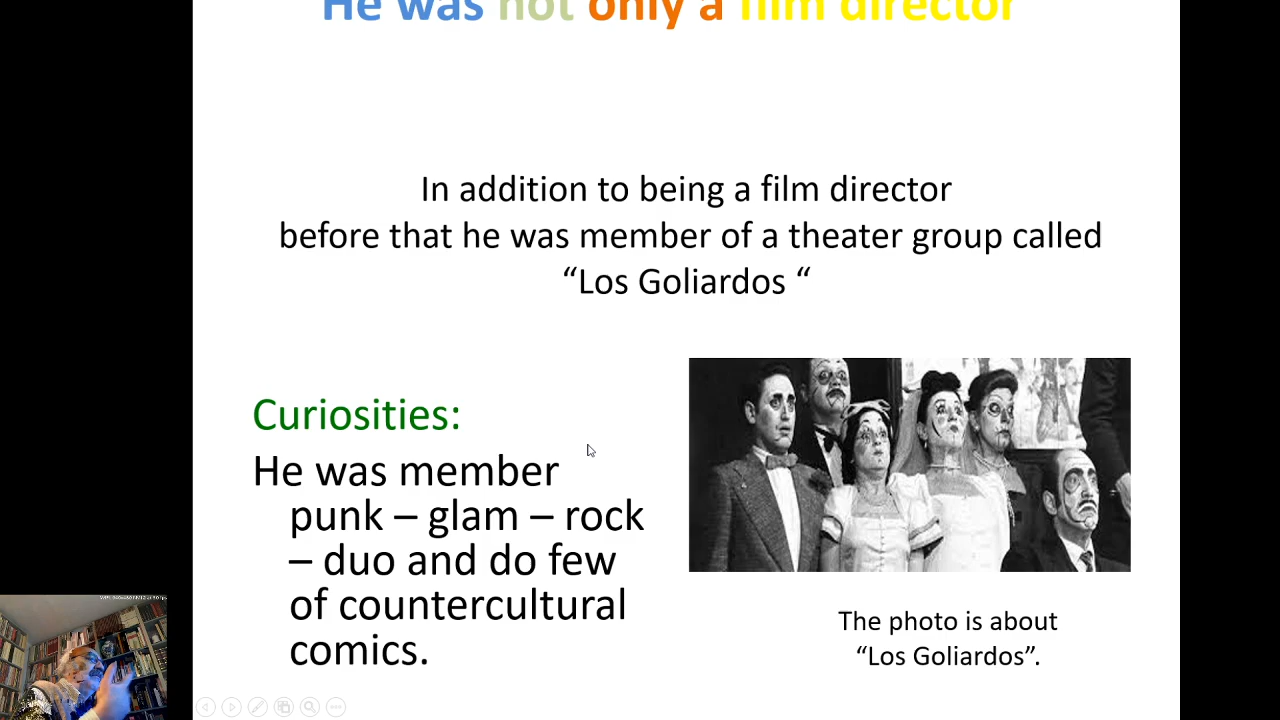 He was not only a film director
In addition to being a film director
before that he was member of a theater group called
“Los Goliardos “
Curiosities:
He was member
punk – glam – rock
– duo and do few
of countercultural
comics.
The photo is about
“Los Goliardos”.